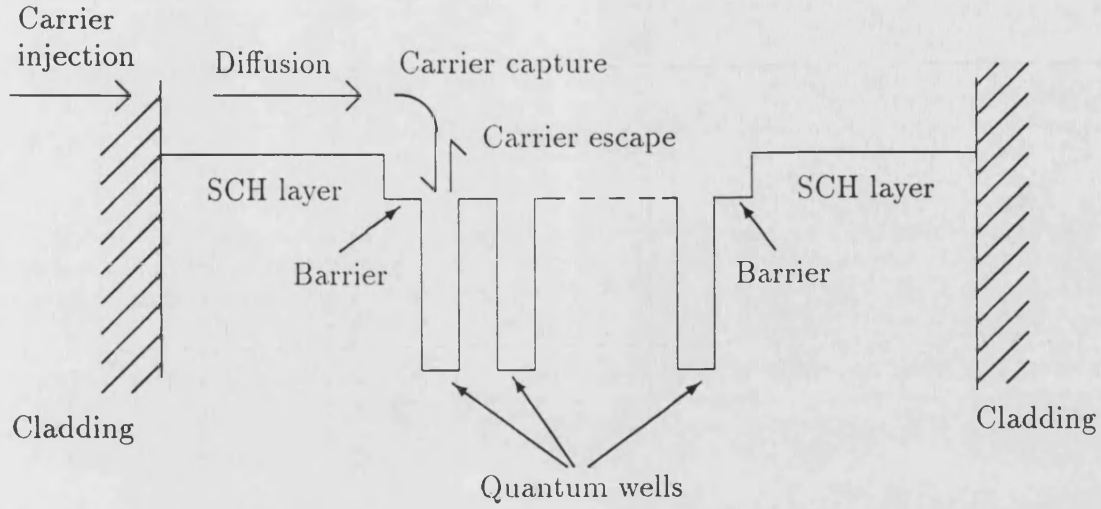 Carrier
injection
Diffusion
Carrier capture
Carrier escape
SCH layer
SCH layer
Barrier
Barrier
Cladding
Cladding
Quantum wells